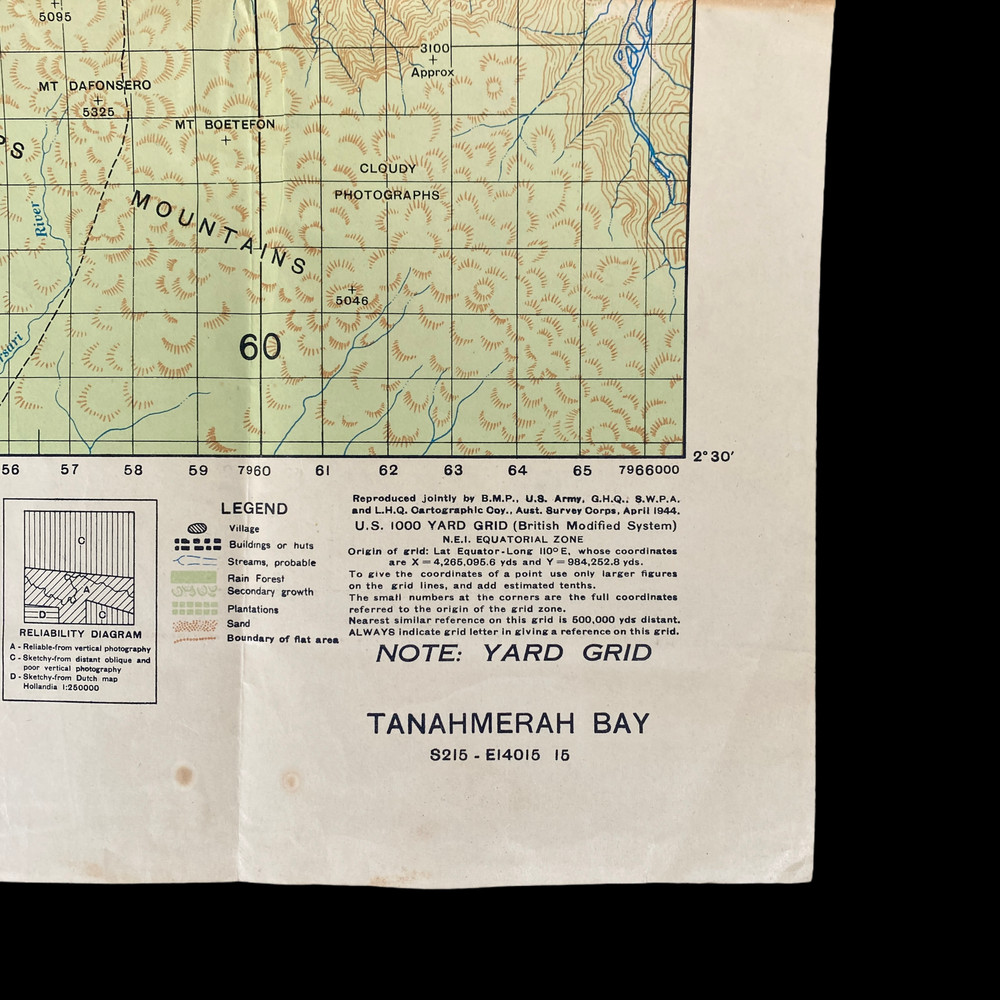 5095
3100
Approx
2500
MT DAFONSERO
5325
MT BOETEFON
PS
CLOUDY
PHOTOGRAPHS
River
MOUNTAINS
5046
60
2°30′
56 57 58 59 7960 61 62 63 64 65 7966000
C
A
D
C
RELIABILITY DIAGRAM
A - Reliable-from vertical photography
C - Sketchy-from distant oblique and
poor vertical photography
D - Sketchy-from Dutch map
Hollandia 1:250000
LEGEND
Village
Buildings or huts
Streams, probable
Rain Forest
Secondary growth
Plantations
Sand
Boundary of flat area
Reproduced jointly by B.M.P., U.S. Army, G.H.Q., S.W.P.A.
and L.H.Q. Cartographic Coy., Aust. Survey Corps, April 1944.
U.S. 1000 YARD GRID (British Modified System)
N.E.I. EQUATORIAL ZONE
Origin of grid: Lat Equator-Long 110°E, whose coordinates
are X = 4,265,095.6 yds and Y = 984,252.8 yds.
To give the coordinates of a point use only larger figures
on the grid lines, and add estimated tenths.
The small numbers at the corners are the full coordinates
referred to the origin of the grid zone.
Nearest similar reference on this grid is 500,000 yds distant.
ALWAYS indicate grid letter in giving a reference on this grid.
NOTE: YARD GRID
TANAHMERAH BAY
S215 - E14015 15